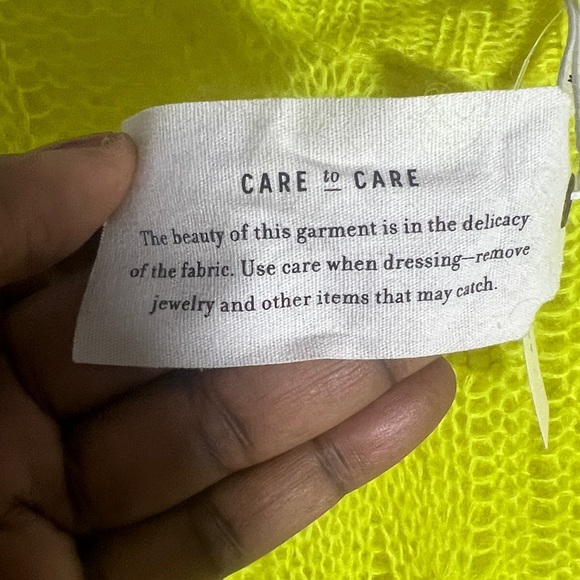 CARE to CARE
The beauty of this garment is in the delicacy
of the fabric. Use care when dressing—remove
jewelry and other items that may catch.